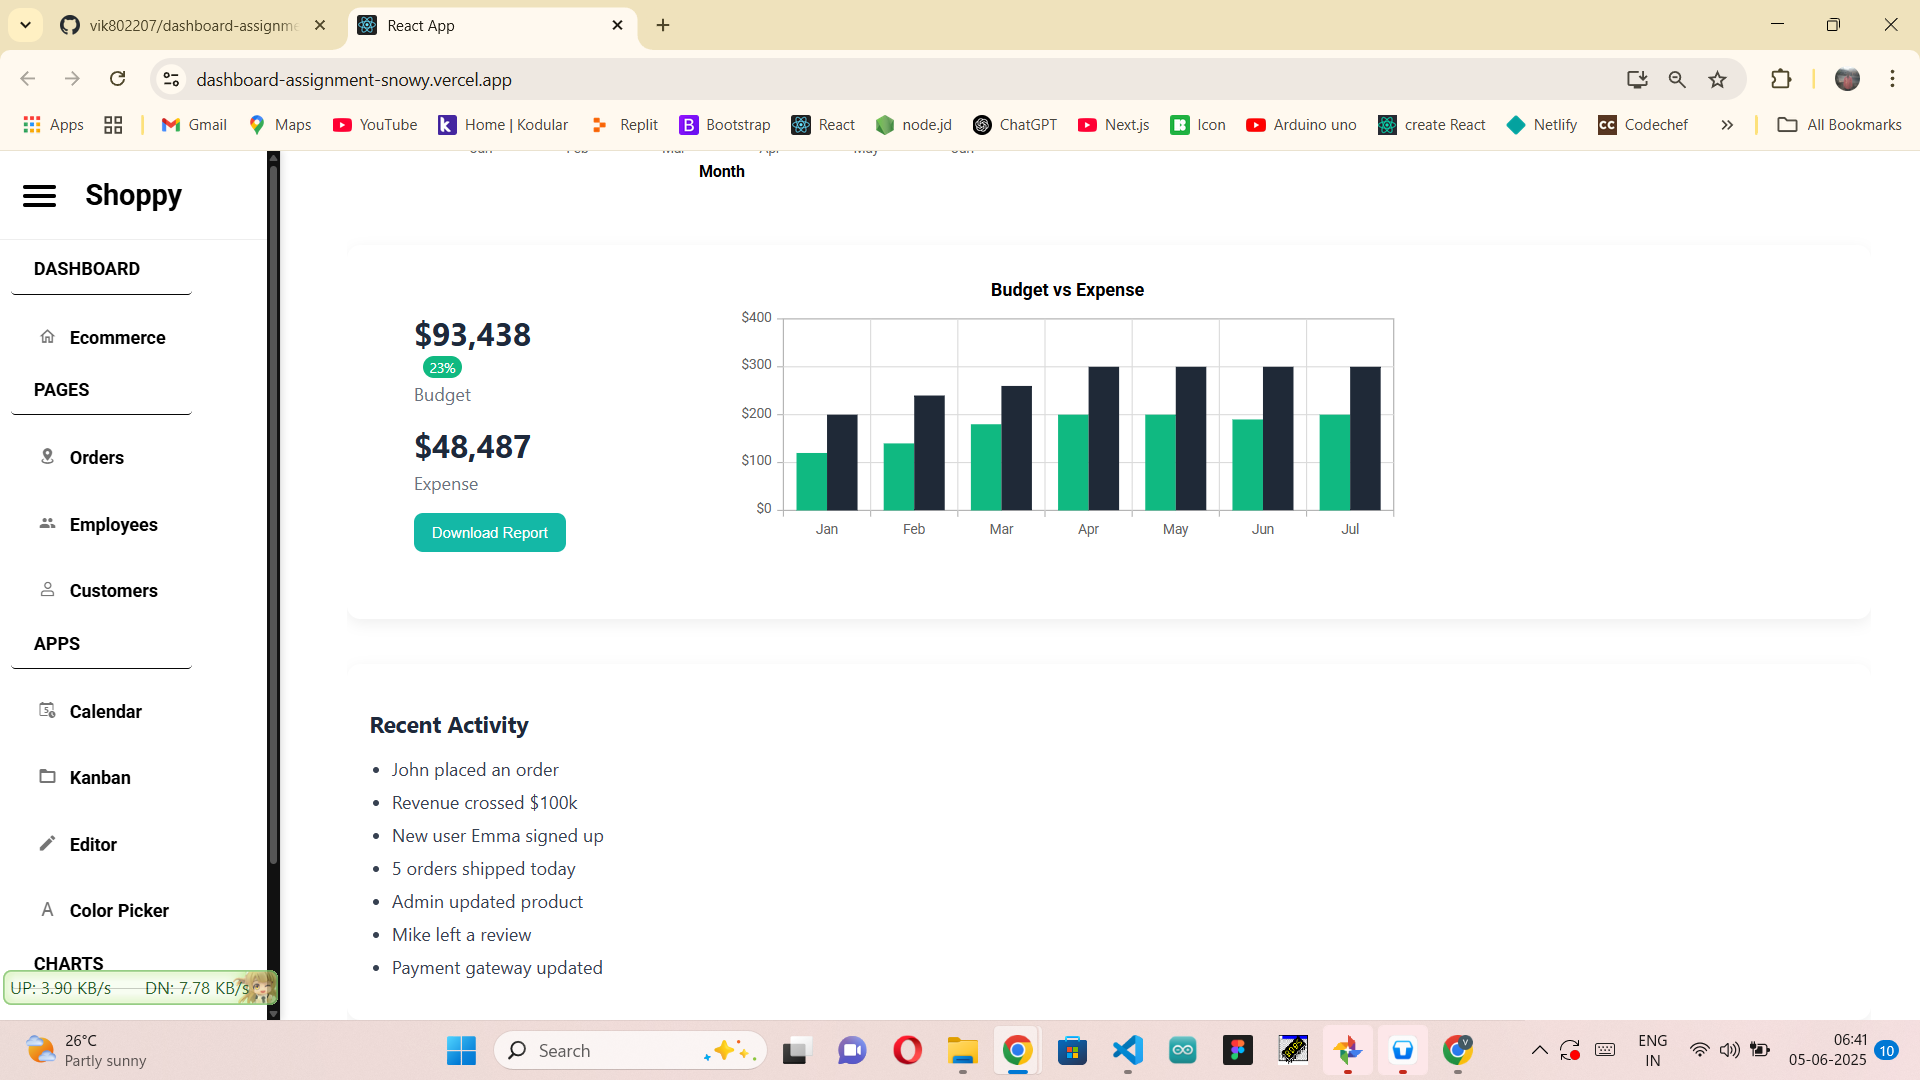 vik802207/dashboard-assignme
React App
dashboard-assignment-snowy.vercel.app
Apps
Gmail
Maps
YouTube
Home | Kodular
Replit
Bootstrap
React
node.jd
ChatGPT
Next.js
Icon
Arduino uno
create React
Netlify
Codechef
All Bookmarks
Shoppy
DASHBOARD
Ecommerce
PAGES
Orders
Employees
Customers
APPS
Calendar
Kanban
Editor
Color Picker
CHARTS
UP: 3.90 KB/s DN: 7.78 KB/s
Jan Feb Mar Apr May Jun
Month
$93,438
23%
Budget
$48,487
Expense
Download Report
Budget vs Expense
$400
$300
$200
$100
$0
Jan Feb Mar Apr May Jun Jul
Recent Activity
• John placed an order
• Revenue crossed $100k
• New user Emma signed up
• 5 orders shipped today
• Admin updated product
• Mike left a review
• Payment gateway updated
26°C
Partly sunny
Search
ENG
IN
06:41
05-06-2025
10